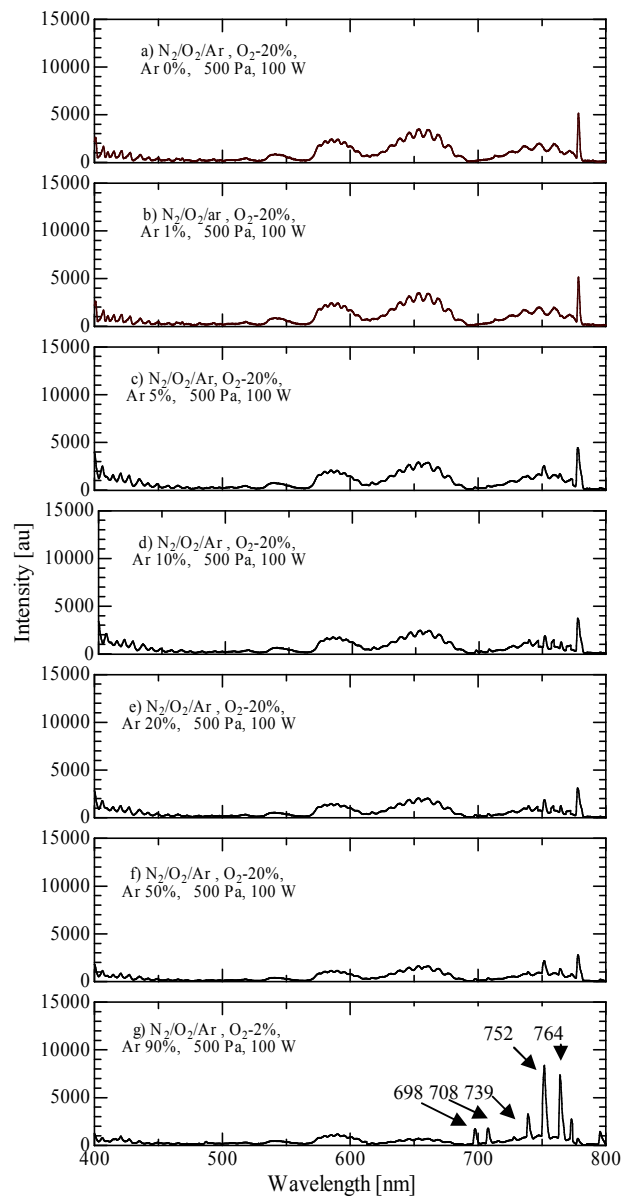 15000
10000
5000
0
a) N₂/O₂/Ar , O₂-20%,
Ar 0%, 500 Pa, 100 W
15000
10000
5000
0
b) N₂/O₂/ar , O₂-20%,
Ar 1%, 500 Pa, 100 W
15000
10000
5000
0
c) N₂/O₂/Ar, O₂-20%,
Ar 5%, 500 Pa, 100 W
Intensity [au]
15000
10000
5000
0
d) N₂/O₂/Ar , O₂-20%,
Ar 10%, 500 Pa, 100 W
15000
10000
5000
0
e) N₂/O₂/Ar , O₂-20%,
Ar 20%, 500 Pa, 100 W
15000
10000
5000
0
f) N₂/O₂/Ar , O₂-20%,
Ar 50%, 500 Pa, 100 W
15000
10000
5000
0
g) N₂/O₂/Ar , O₂-2%,
Ar 90%, 500 Pa, 100 W
752 764
698 708 739
400 500 600 700 800
Wavelength [nm]